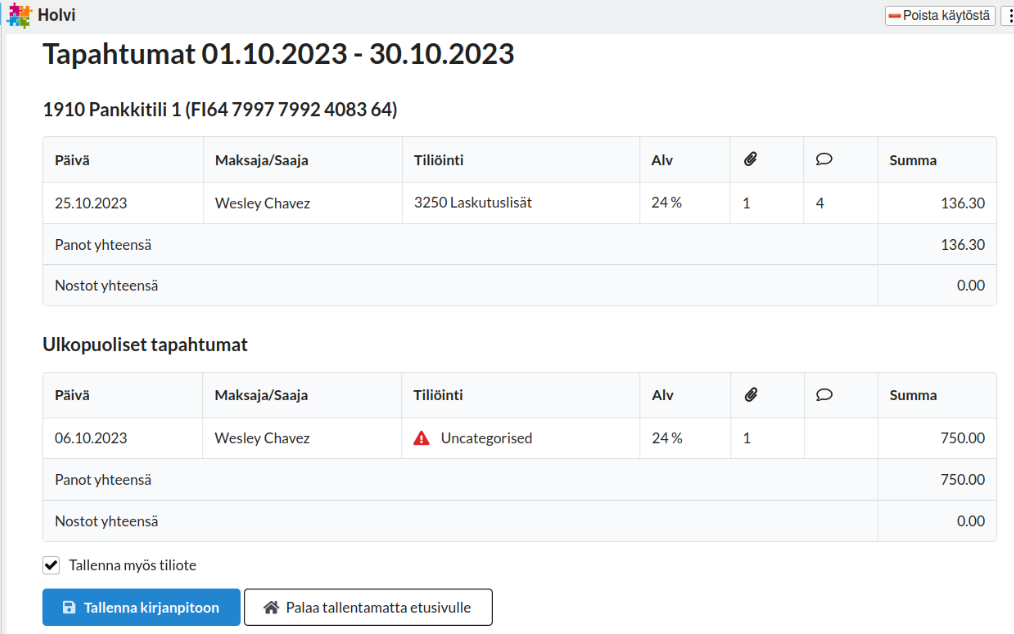 Holvi
Poista käytöstä
Tapahtumat 01.10.2023 - 30.10.2023
1910 Pankkitili 1 (FI64 7997 7992 4083 64)
Päivä Maksaja/Saaja Tiliöinti Alv Summa
25.10.2023 Wesley Chavez 3250 Laskutuslisät 24 % 1 4 136.30
Panot yhteensä 136.30
Nostot yhteensä 0.00
Ulkopuoliset tapahtumat
Päivä Maksaja/Saaja Tiliöinti Alv Summa
06.10.2023 Wesley Chavez Uncategorised 24 % 1 750.00
Panot yhteensä 750.00
Nostot yhteensä 0.00
Tallenna myös tiliote
Tallenna kirjanpitoon Palaa tallentamatta etusivulle